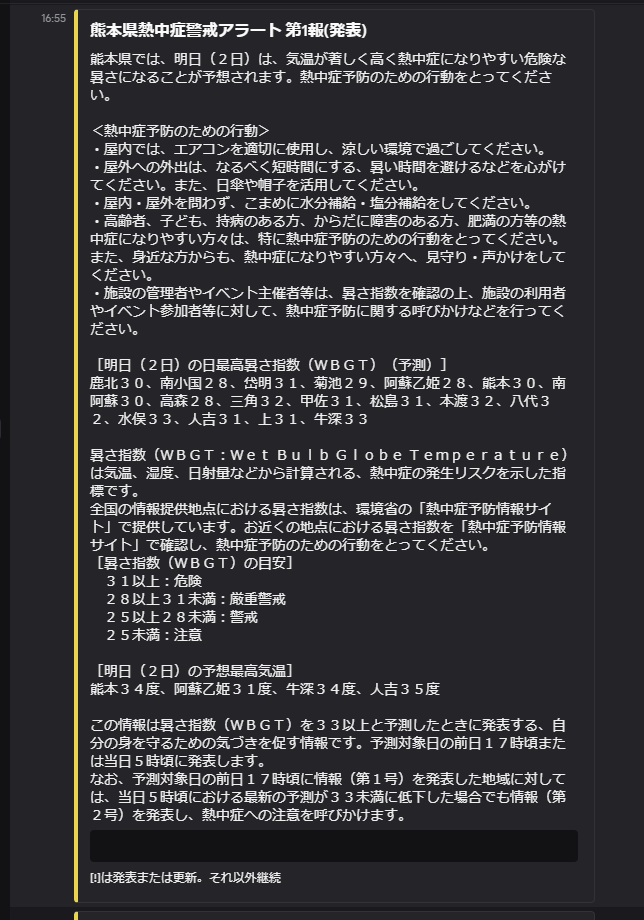 16:55
熊本県熱中症警戒アラート 第1報(発表)
熊本県では、明日（２日）は、気温が著しく高く熱中症になりやすい危険な
暑さになることが予想されます。熱中症予防のための行動をとってくださ
い。
＜熱中症予防のための行動＞
・屋内では、エアコンを適切に使用し、涼しい環境で過ごしてください。
・屋外への外出は、なるべく短時間にする、暑い時間を避けるなどを心がけ
てください。また、日傘や帽子を活用してください。
・屋内・屋外を問わず、こまめに水分補給・塩分補給をしてください。
・高齢者、子ども、持病のある方、からだに障害のある方、肥満の方等の熱
中症になりやすい方々は、特に熱中症予防のための行動をとってください。
また、身近な方からも、熱中症になりやすい方々へ、見守り・声かけをして
ください。
・施設の管理者やイベント主催者等は、暑さ指数を確認の上、施設の利用者
やイベント参加者等に対して、熱中症予防に関する呼びかけなどを行ってく
ださい。
［明日（２日）の日最高暑さ指数（ＷＢＧＴ）（予測）］
鹿北３０、南小国２８、岱明３１、菊池２９、阿蘇乙姫２８、熊本３０、南
阿蘇３０、高森２８、三角３２、甲佐３１、松島３１、本渡３２、八代３
２、水俣３３、人吉３１、上３１、牛深３３
暑さ指数（ＷＢＧＴ：Ｗｅｔ Ｂｕｌｂ Ｇｌｏｂｅ Ｔｅｍｐｅｒａｔｕｒｅ）
は気温、湿度、日射量などから計算される、熱中症の発生リスクを示した指
標です。
全国の情報提供地点における暑さ指数は、環境省の「熱中症予防情報サイ
ト」で提供しています。お近くの地点における暑さ指数を「熱中症予防情報
サイト」で確認し、熱中症予防のための行動をとってください。
［暑さ指数（ＷＢＧＴ）の目安］
３１以上：危険
２８以上３１未満：厳重警戒
２５以上２８未満：警戒
２５未満：注意
［明日（２日）の予想最高気温］
熊本３４度、阿蘇乙姫３１度、牛深３４度、人吉３５度
この情報は暑さ指数（ＷＢＧＴ）を３３以上と予測したときに発表する、自
分の身を守るための気づきを促す情報です。予測対象日の前日１７時頃また
は当日５時頃に発表します。
なお、予測対象日の前日１７時頃に情報（第１号）を発表した地域に対して
は、当日５時頃における最新の予測が３３未満に低下した場合でも情報（第
２号）を発表し、熱中症への注意を呼びかけます。
[!]は発表または更新。それ以外継続